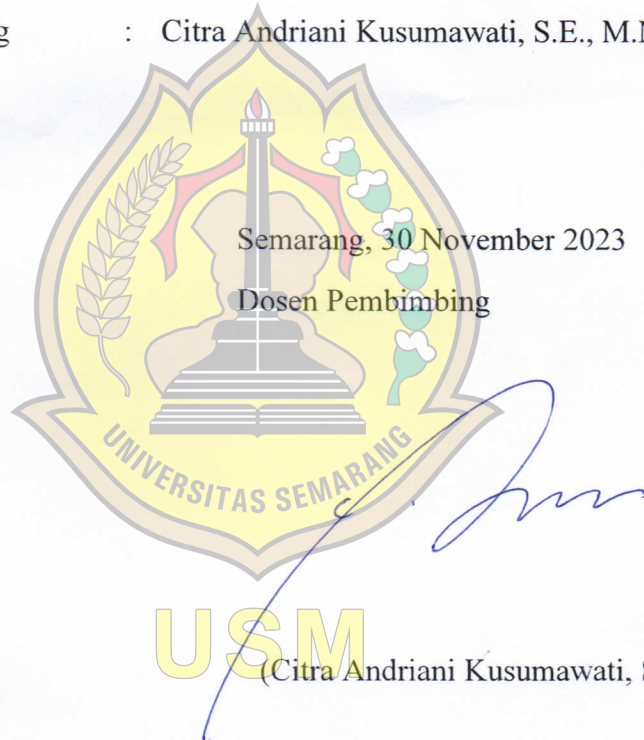 g : Citra Andriani Kusumawati, S.E., M.
Semarang, 30 November 2023
Dosen Pembimbing
UNIVERSITAS SEMARANG
USM
(Citra Andriani Kusumawati, S